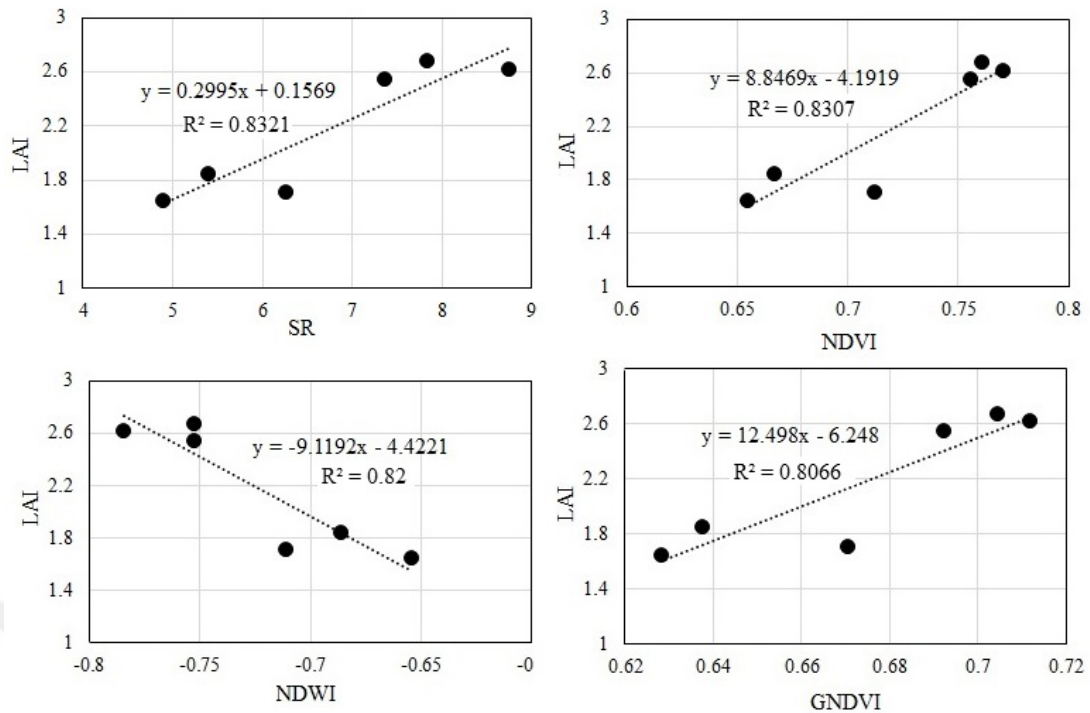 3
2.6
2.2
1.8
1.4
1
LAI
y = 0.2995x + 0.1569
R² = 0.8321
4 5 6 7 8 9
SR
3
2.6
2.2
1.8
1.4
1
LAI
y = 8.8469x - 4.1919
R² = 0.8307
0.6 0.65 0.7 0.75 0.8
NDVI
3
2.6
2.2
1.8
1.4
1
LAI
y = -9.1192x - 4.4221
R² = 0.82
-0.8 -0.75 -0.7 -0.65 -0
NDWI
3
2.6
2.2
1.8
1.4
1
LAI
y = 12.498x - 6.248
R² = 0.8066
0.62 0.64 0.66 0.68 0.7 0.72
GNDVI